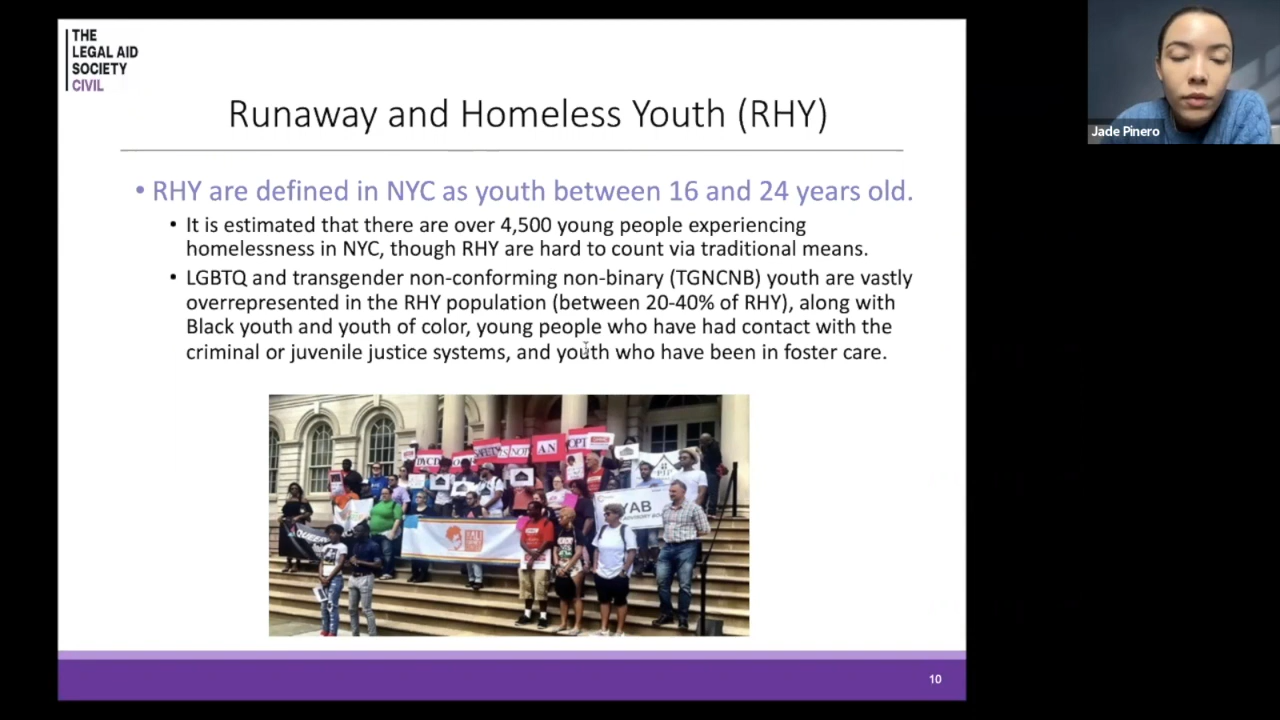 THE
LEGAL AID
SOCIETY
CIVIL
Runaway and Homeless Youth (RHY)
• RHY are defined in NYC as youth between 16 and 24 years old.
• It is estimated that there are over 4,500 young people experiencing
homelessness in NYC, though RHY are hard to count via traditional means.
• LGBTQ and transgender non-conforming non-binary (TGNCNB) youth are vastly
overrepresented in the RHY population (between 20-40% of RHY), along with
Black youth and youth of color, young people who have had contact with the
criminal or juvenile justice systems, and youth who have been in foster care.
DYCD
IS NOT AN OPT
YAB
10
Jade Pinero